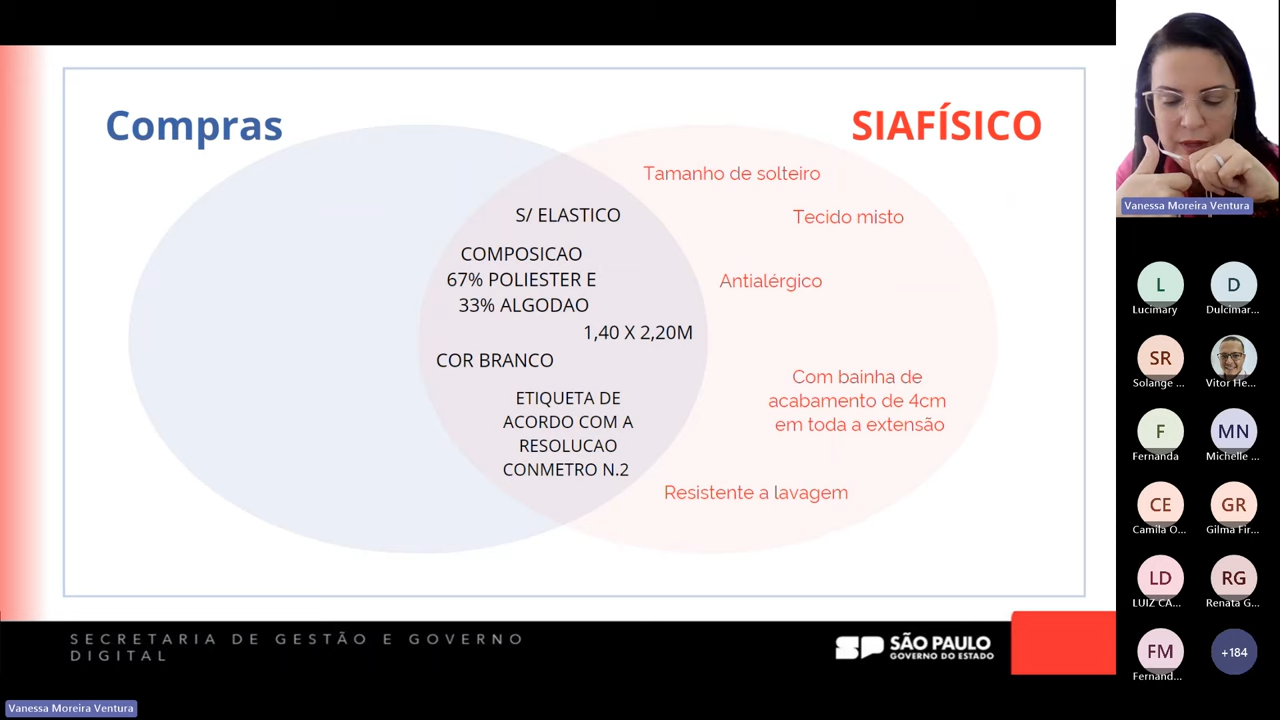 Compras
SIAFÍSICO
Tamanho de solteiro
S/ ELASTICO
Tecido misto
COMPOSICAO
67% POLIESTER E
33% ALGODAO
Antialérgico
1,40 X 2,20M
COR BRANCO
Com bainha de
acabamento de 4cm
em toda a extensão
ETIQUETA DE
ACORDO COM A
RESOLUCAO
CONMETRO N.2
Resistente a lavagem
SECRETARIA DE GESTÃO E GOVERNO
DIGITAL
SP
SÃO PAULO
GOVERNO DO ESTADO
Vanessa Moreira Ventura
L
Lucimary
D
Dulcimar...
SR
Solange ...
Vitor He...
F
Fernanda
MN
Michelle ...
CE
Camila O...
GR
Gilma Fir...
LD
LUIZ CA...
RG
Renata G...
FM
Fernand...
+184
Vanessa Moreira Ventura